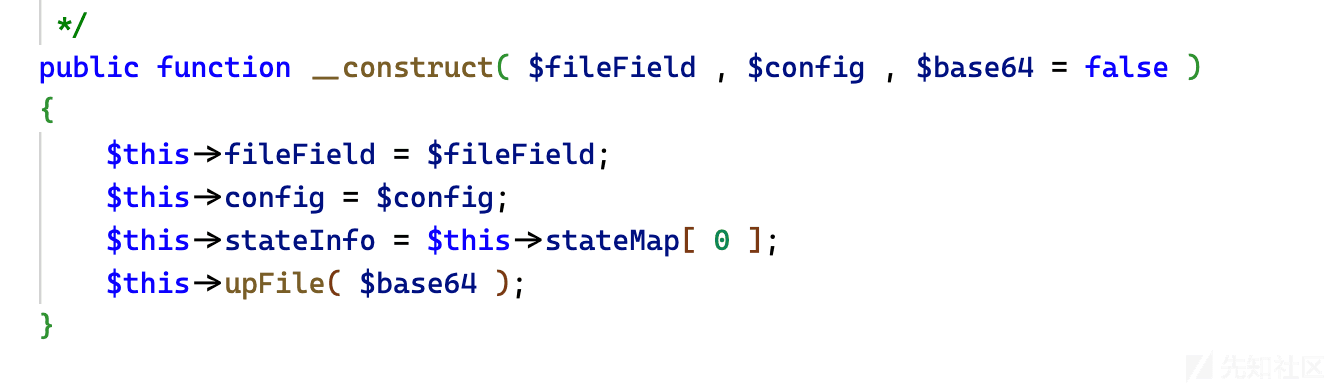 */
public function __construct( $fileField , $config , $base64 = false )
{
$this->fileField = $fileField;
$this->config = $config;
$this->stateInfo = $this->stateMap[ 0 ];
$this->upFile( $base64 );
}
先知社区